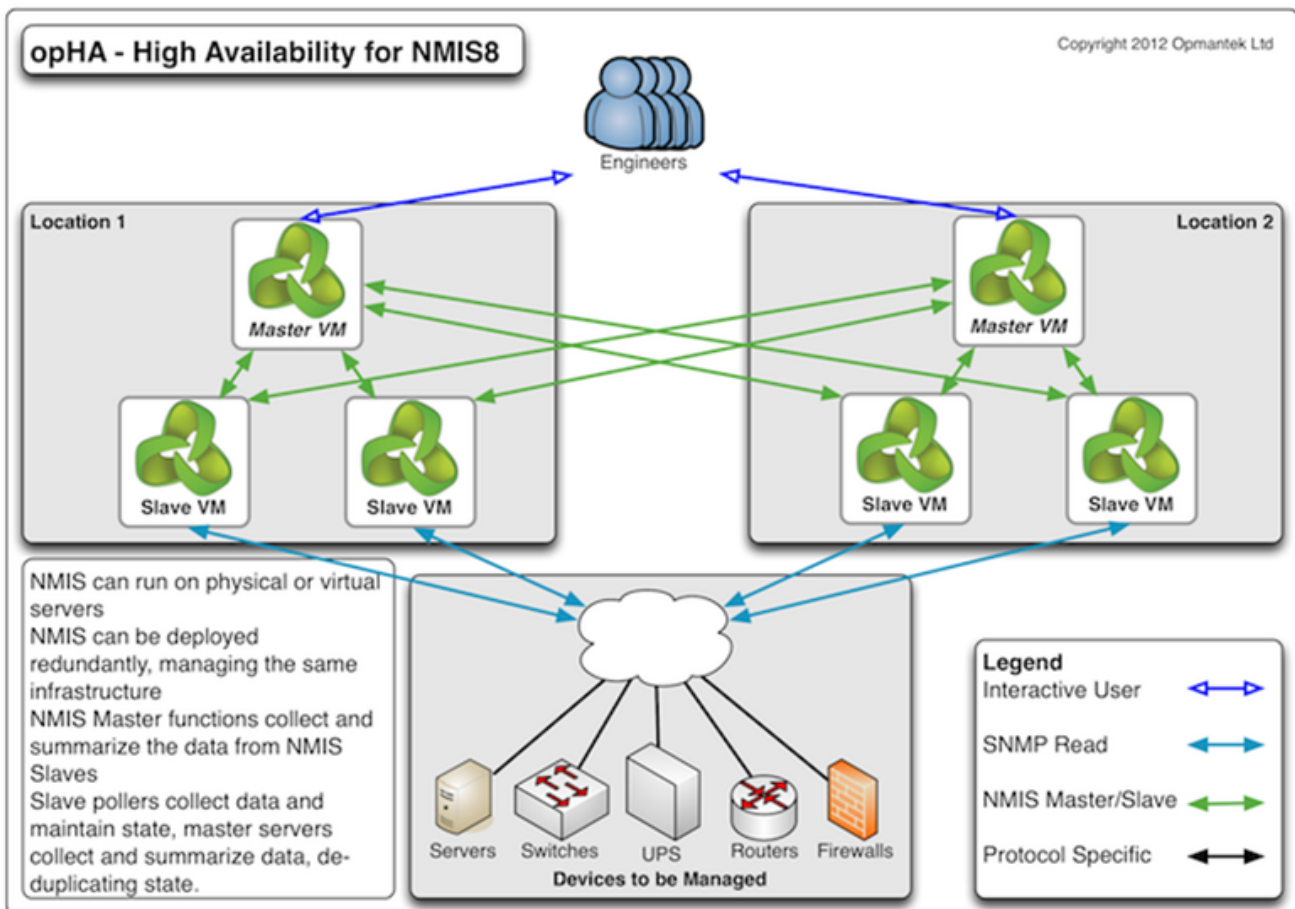 opHA - High Availability for NMIS8
Copyright 2012 Opmantek Ltd
Engineers
Location 1
Location 2
Master VM
Master VM
Slave VM
Slave VM
Slave VM
Slave VM
NMIS can run on physical or virtual
servers
NMIS can be deployed
redundantly, managing the same
infrastructure
NMIS Master functions collect and
summarize the data from NMIS
Slaves
Slave pollers collect data and
maintain state, master servers
collect and summarize data, de-
duplicating state.
Servers
Switches
UPS
Routers
Firewalls
Devices to be Managed
Legend
Interactive User
SNMP Read
NMIS Master/Slave
Protocol Specific